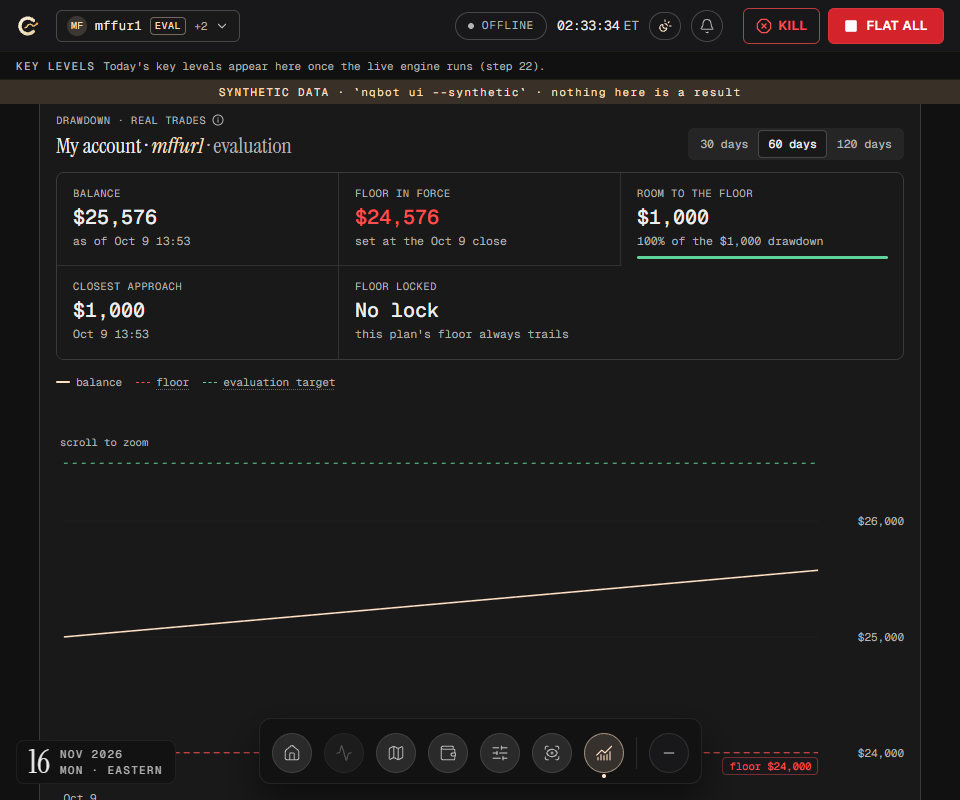 MF mffur1 EVAL +2
OFFLINE
02:33:34 ET
KILL
FLAT ALL
KEY LEVELS Today's key levels appear here once the live engine runs (step 22).
SYNTHETIC DATA · `nqbot ui --synthetic` · nothing here is a result
DRAWDOWN · REAL TRADES
My account · mffur1 · evaluation
30 days 60 days 120 days
BALANCE
$25,576
as of Oct 9 13:53
FLOOR IN FORCE
$24,576
set at the Oct 9 close
ROOM TO THE FLOOR
$1,000
100% of the $1,000 drawdown
CLOSEST APPROACH
$1,000
Oct 9 13:53
FLOOR LOCKED
No lock
this plan's floor always trails
balance floor evaluation target
scroll to zoom
$26,000
$25,000
$24,000
floor $24,000
16 NOV 2026
MON · EASTERN
Oct 9